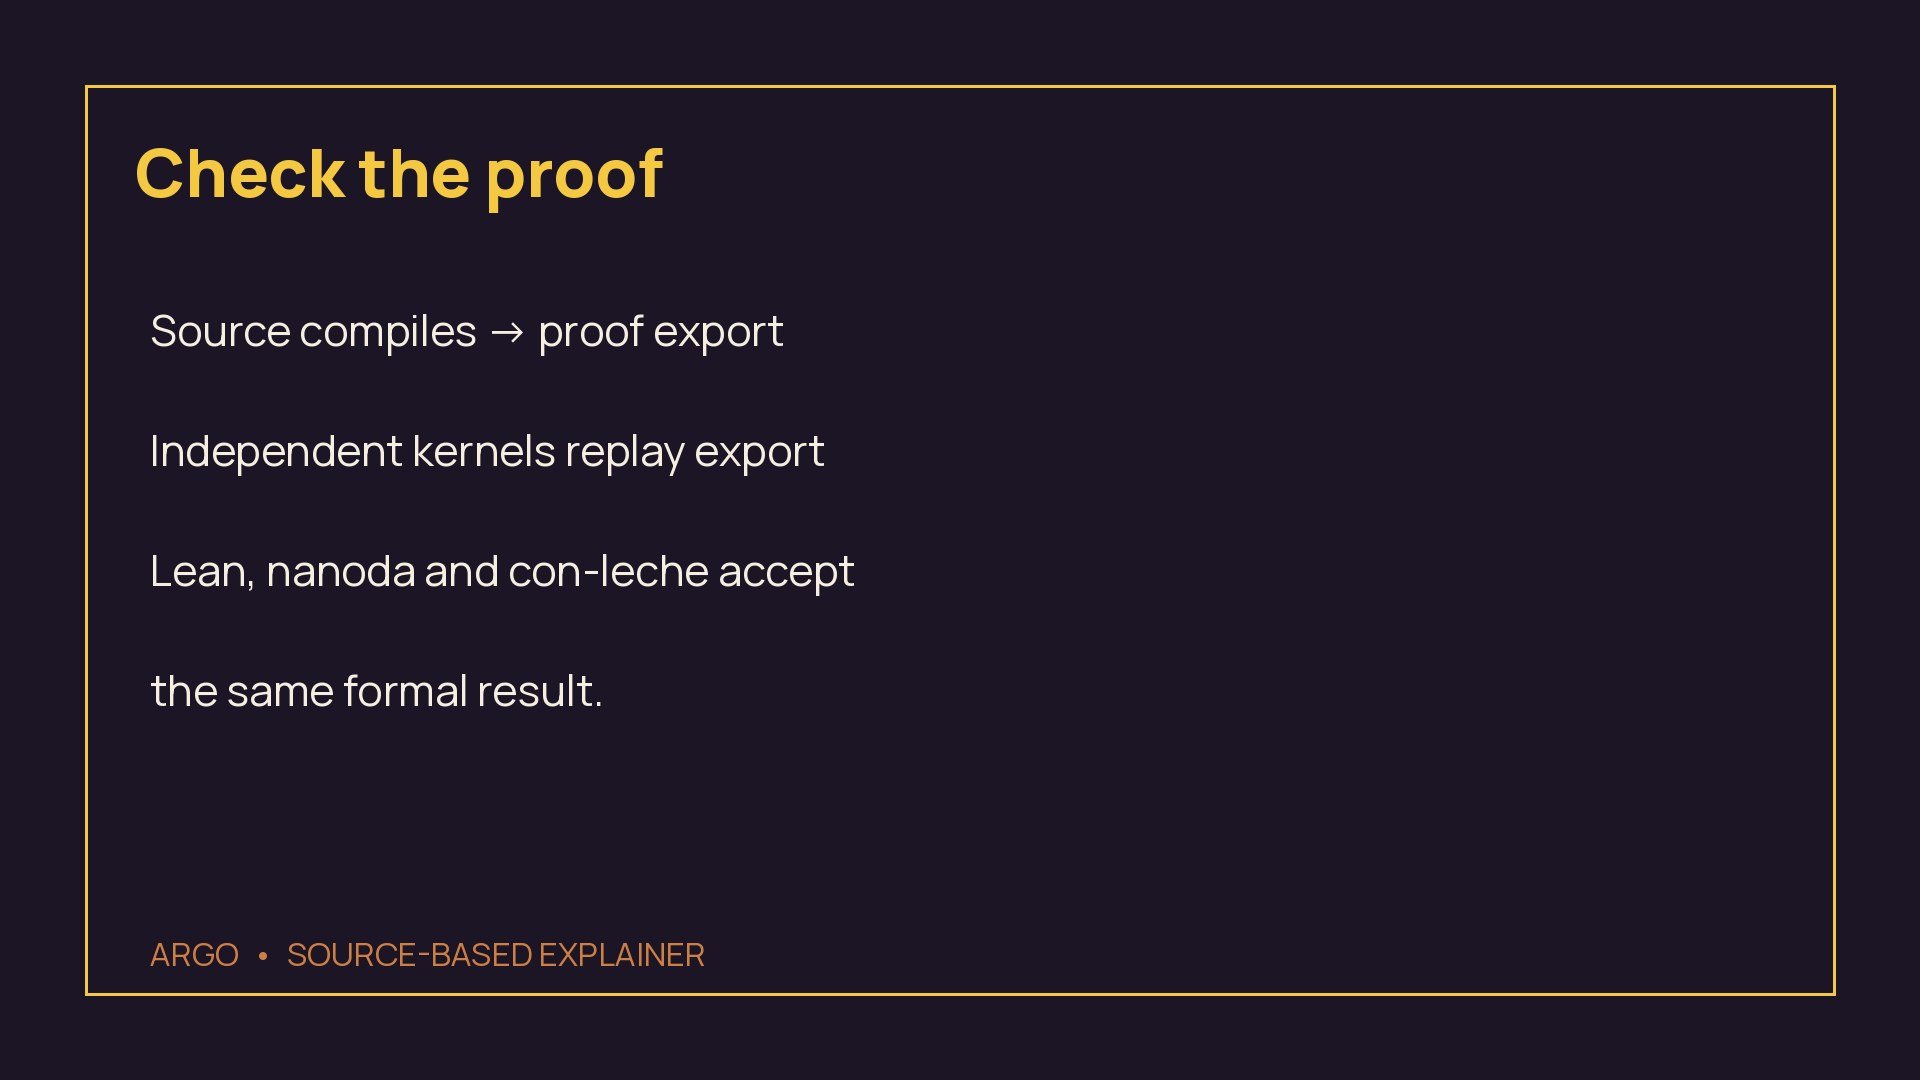 Check the proof
Source compiles → proof export
Independent kernels replay export
Lean, nanoda and con-leche accept
the same formal result.
ARGO • SOURCE-BASED EXPLAINER